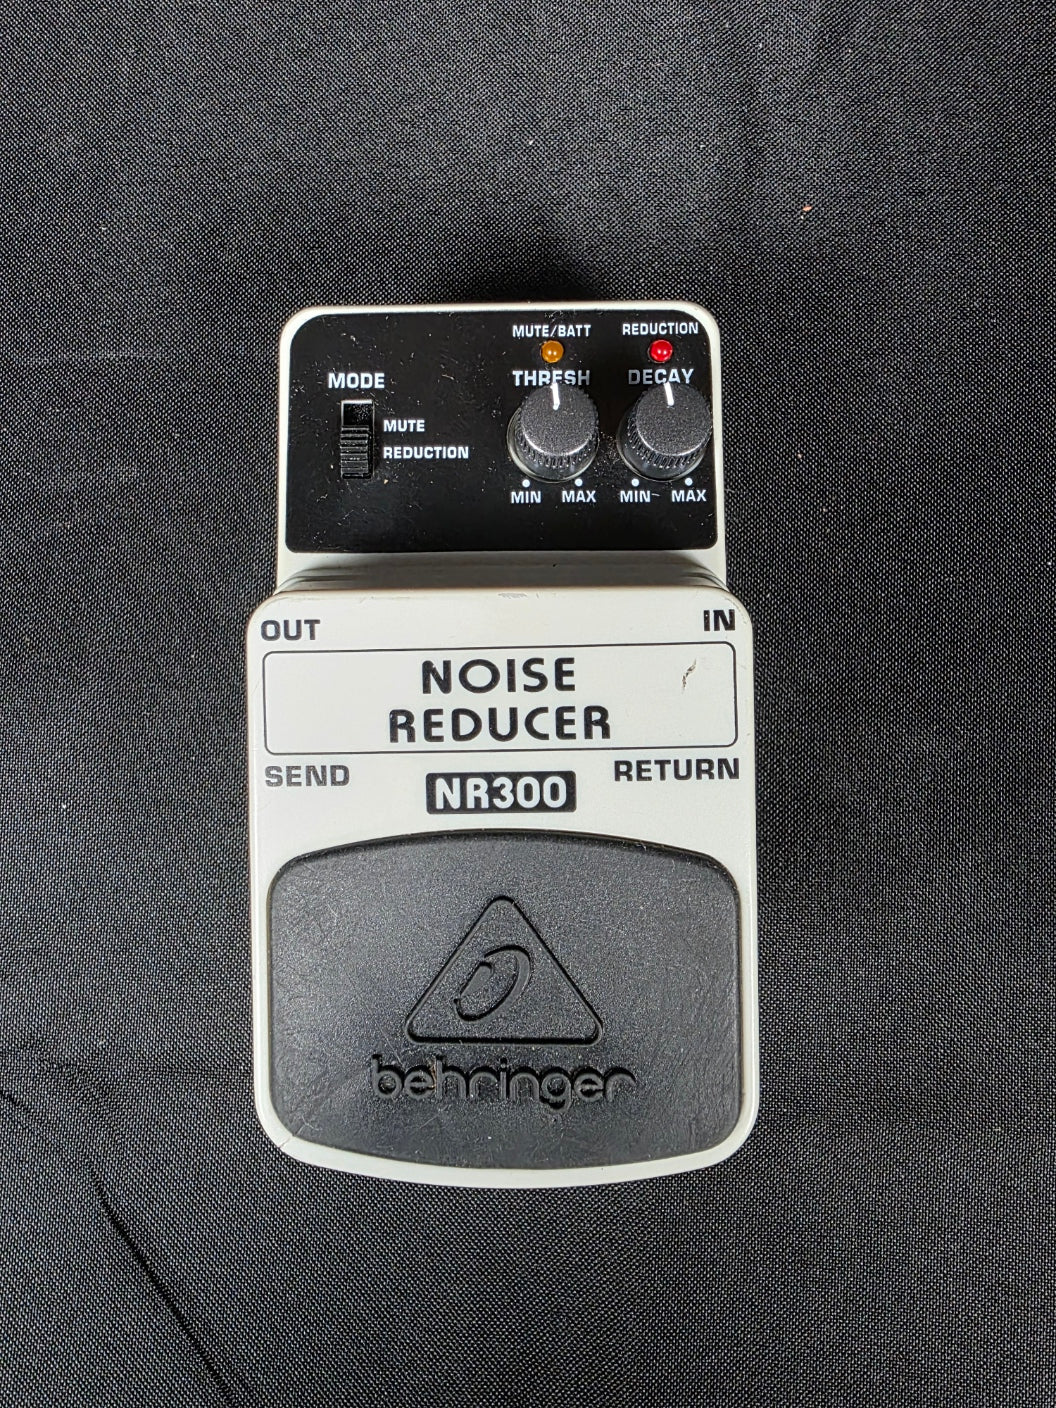 MUTE/BATT REDUCTION
MODE THRESH DECAY
MUTE
REDUCTION
MIN MAX MIN MAX
OUT IN
NOISE
REDUCER
SEND RETURN
NR300
behringer